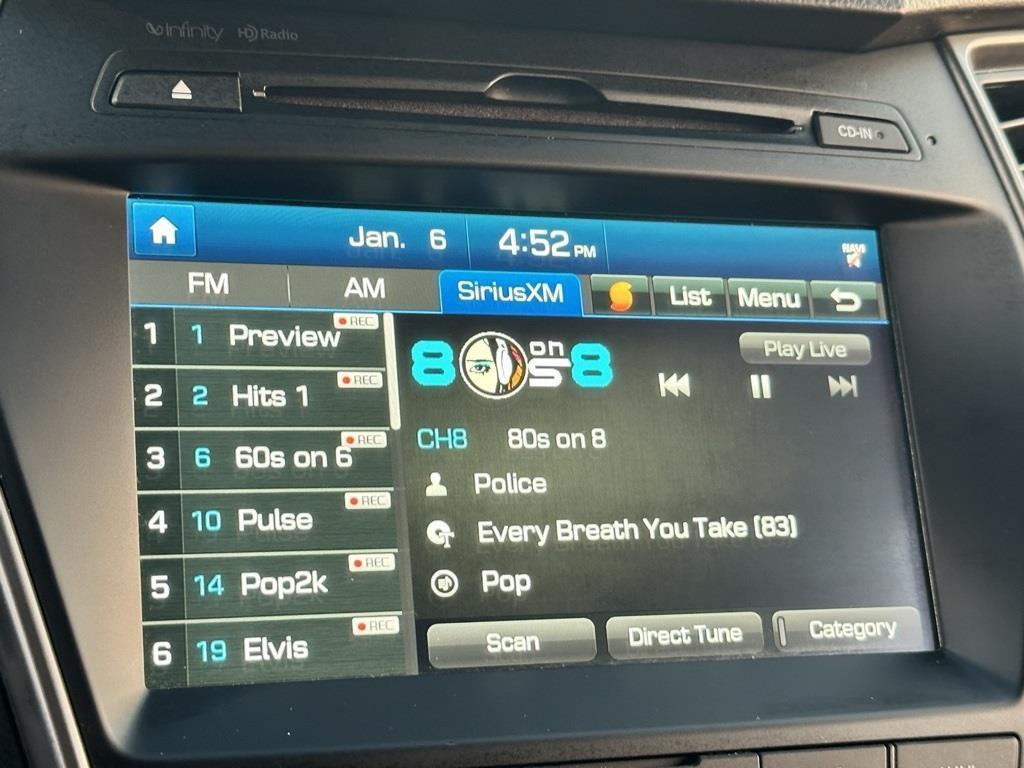 Infinity HD Radio
CD-IN
Jan. 6 4:52 PM NAVI
FM AM SiriusXM List Menu
1 1 Preview REC
2 2 Hits 1 REC
3 6 60s on 6 REC
4 10 Pulse REC
5 14 Pop2k REC
6 19 Elvis REC
80s on 8
Play Live
CH8 80s on 8
Police
Every Breath You Take (83)
Pop
Scan Direct Tune Category